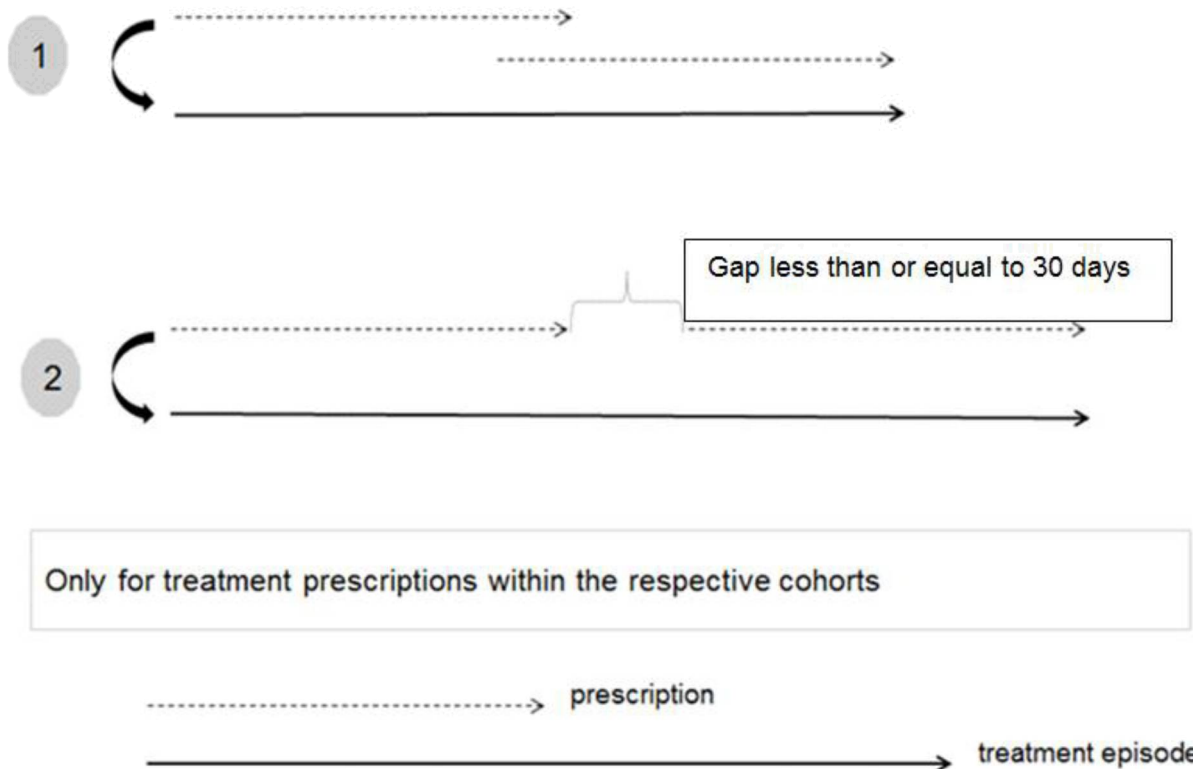 1
Gap less than or equal to 30 days
2
Only for treatment prescriptions within the respective cohorts
prescription
treatment episode